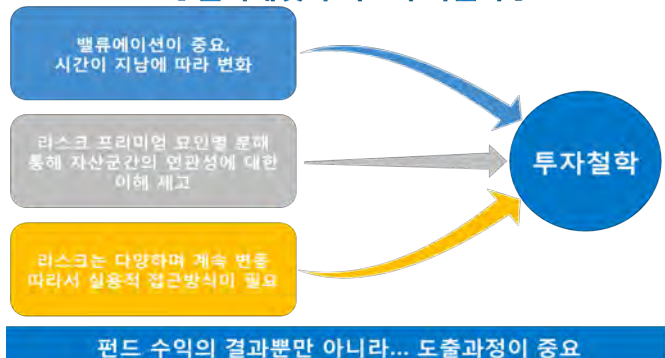 밸류에이션이 중요,
시간이 지남에 따라 변화
리스크 프리미엄 요인별 분해
통해 자산군간의 연관성에 대한
이해 제고
투자철학
리스크는 다양하며 계속 변동
따라서 실용적 접근방식이 필요
펀드 수익의 결과뿐만 아니라... 도출과정이 중요